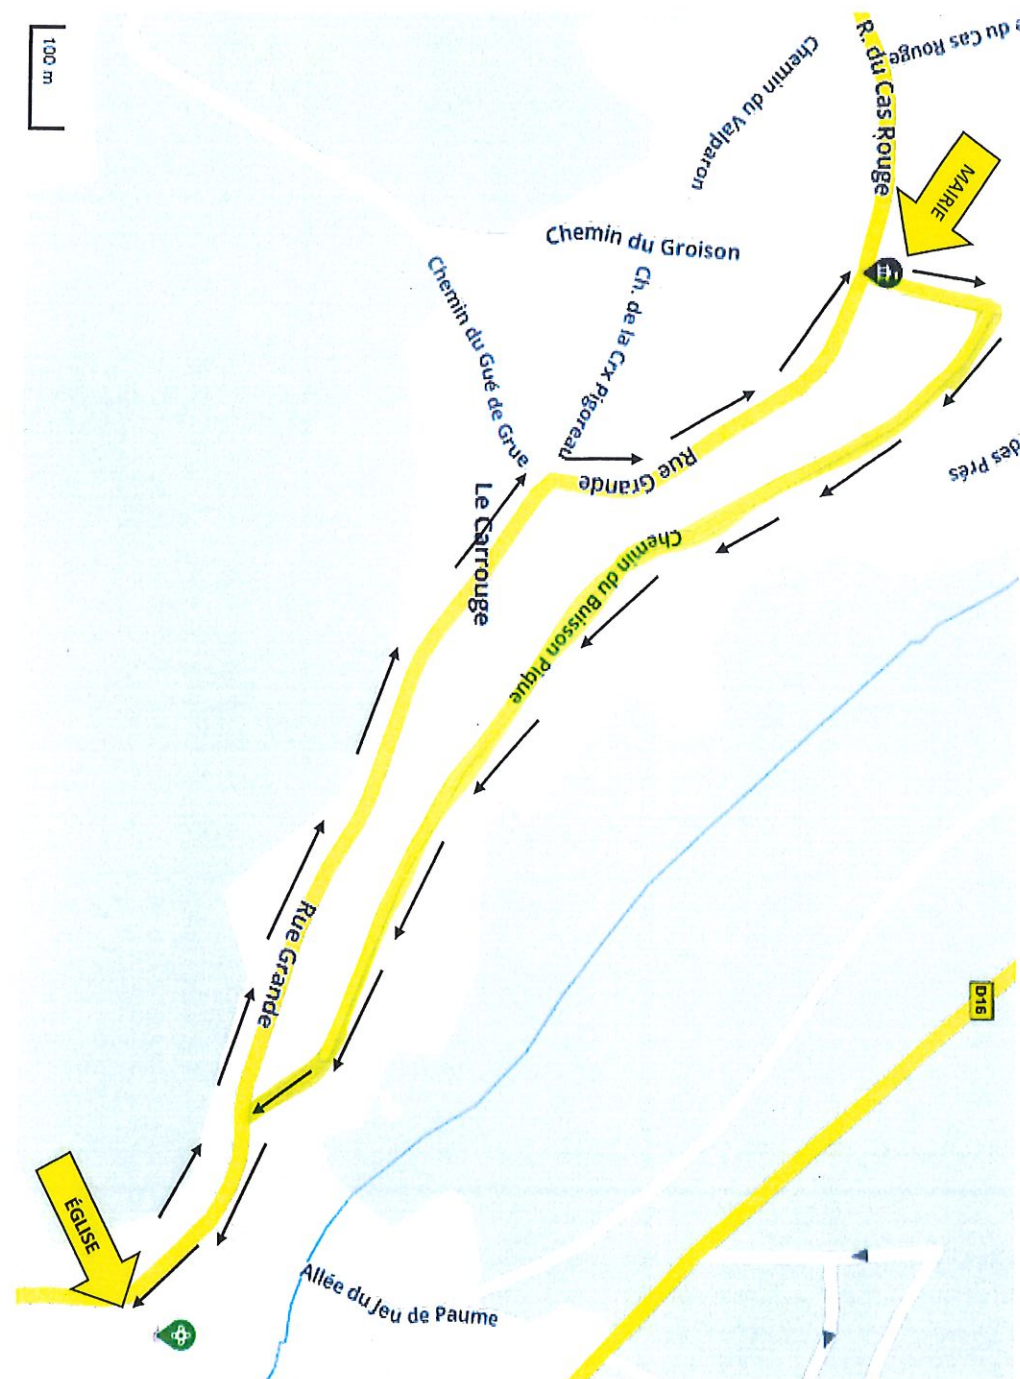 100 m
R. du Cas Rouge
e du Cas Rouge
Chemin du Valparon
MAIRIE
Chemin du Groison
Ch. de la Crx Pigoreau
Chemin du Gué de Grue
Rue Grande
des Prés
Le Carrouge
Chemin du Buisson Pique
Rue Grande
D16
ÉGLISE
Allée du Jeu de Paume